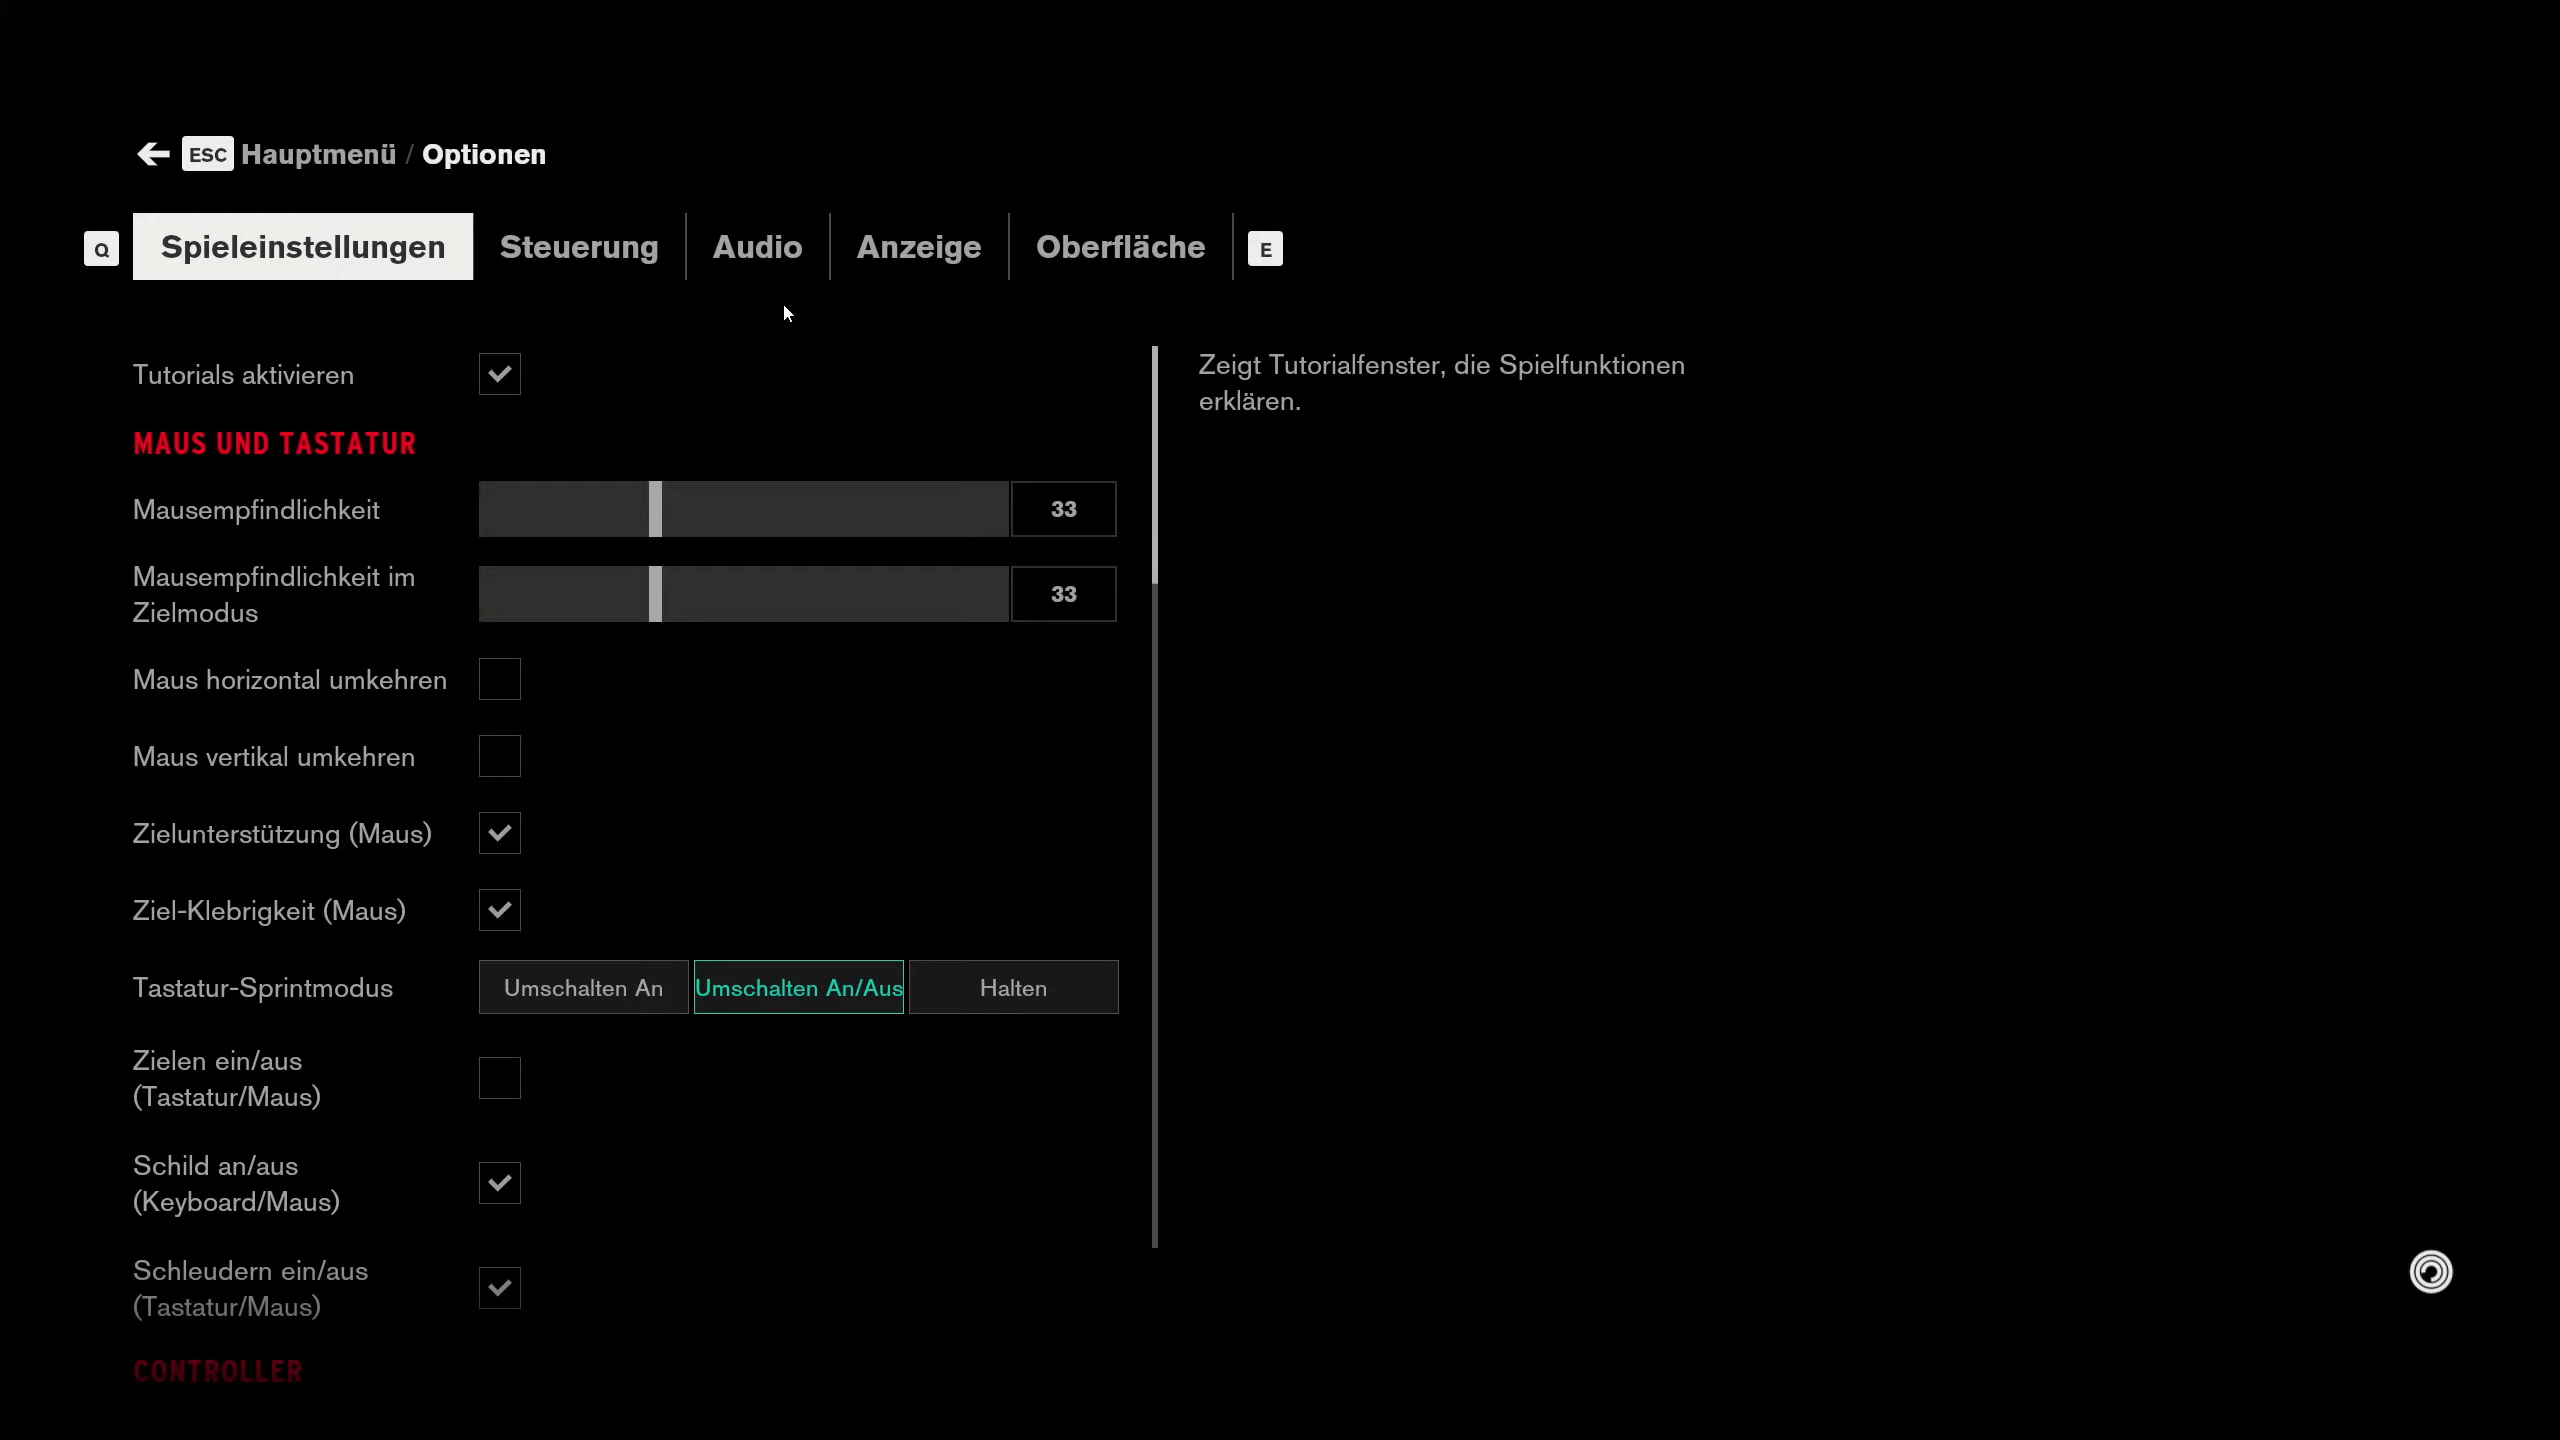 ESC Hauptmenü / Optionen
Q Spieleinstellungen Steuerung Audio Anzeige Oberfläche E
Tutorials aktivieren
Zeigt Tutorialfenster, die Spielfunktionen
erklären.
MAUS UND TASTATUR
Mausempfindlichkeit 33
Mausempfindlichkeit im
Zielmodus 33
Maus horizontal umkehren
Maus vertikal umkehren
Zielunterstützung (Maus)
Ziel-Klebrigkeit (Maus)
Tastatur-Sprintmodus Umschalten An Umschalten An/Aus Halten
Zielen ein/aus
(Tastatur/Maus)
Schild an/aus
(Keyboard/Maus)
Schleudern ein/aus
(Tastatur/Maus)
CONTROLLER